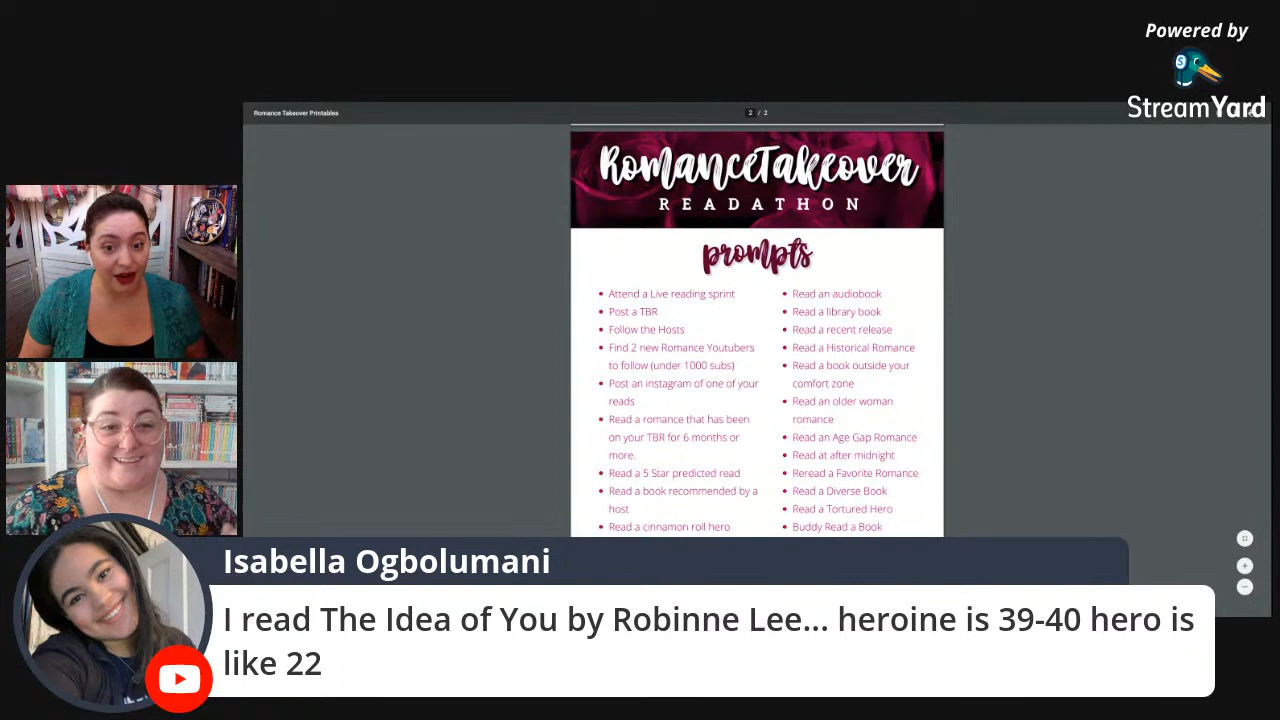 Powered by
StreamYard
Romance Takeover Printables
2 / 2
RomanceTakeover
READATHON
prompts
• Attend a Live reading sprint
• Post a TBR
• Follow the Hosts
• Find 2 new Romance Youtubers
to follow (under 1000 subs)
• Post an instagram of one of your
reads
• Read a romance that has been
on your TBR for 6 months or
more.
• Read a 5 Star predicted read
• Read a book recommended by a
host
• Read a cinnamon roll hero
• Read an audiobook
• Read a library book
• Read a recent release
• Read a Historical Romance
• Read a book outside your
comfort zone
• Read an older woman
romance
• Read an Age Gap Romance
• Read at after midnight
• Reread a Favorite Romance
• Read a Diverse Book
• Read a Tortured Hero
• Buddy Read a Book
Isabella Ogbolumani
I read The Idea of You by Robinne Lee... heroine is 39-40 hero is
like 22